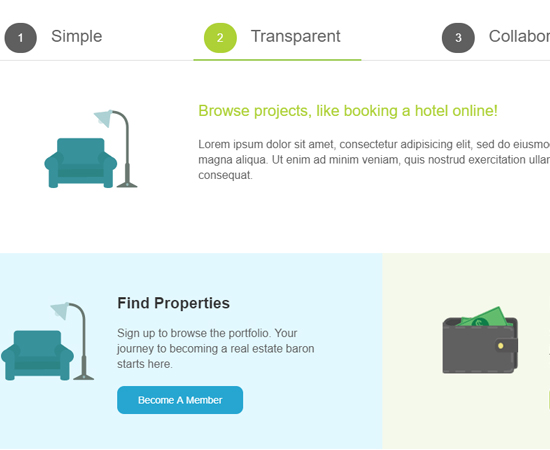 1 Simple 2 Transparent 3 Collabor
Browse projects, like booking a hotel online!
Lorem ipsum dolor sit amet, consectetur adipisicing elit, sed do eiusmo
magna aliqua. Ut enim ad minim veniam, quis nostrud exercitation ullar
consequat.
Find Properties
Sign up to browse the portfolio. Your
journey to becoming a real estate baron
starts here.
Become A Member